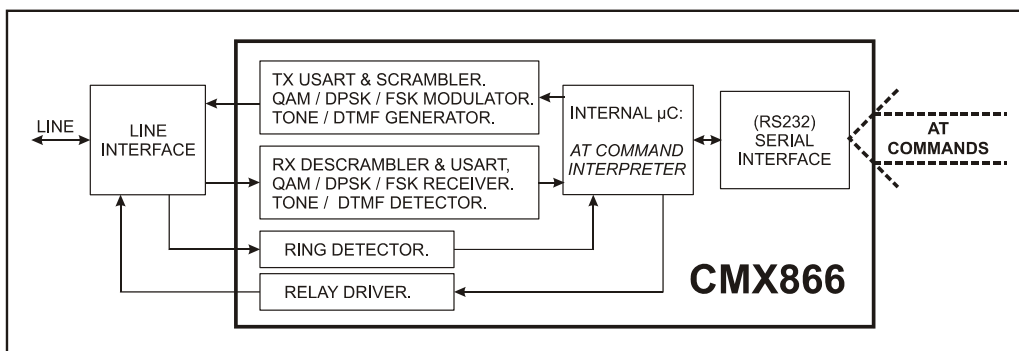 LINE
LINE
INTERFACE
TX USART & SCRAMBLER.
QAM / DPSK / FSK MODULATOR.
TONE / DTMF GENERATOR.
RX DESCRAMBLER & USART,
QAM / DPSK / FSK RECEIVER.
TONE / DTMF DETECTOR.
RING DETECTOR.
RELAY DRIVER.
INTERNAL µC:
AT COMMAND
INTERPRETER
(RS232)
SERIAL
INTERFACE
AT
COMMANDS
CMX866